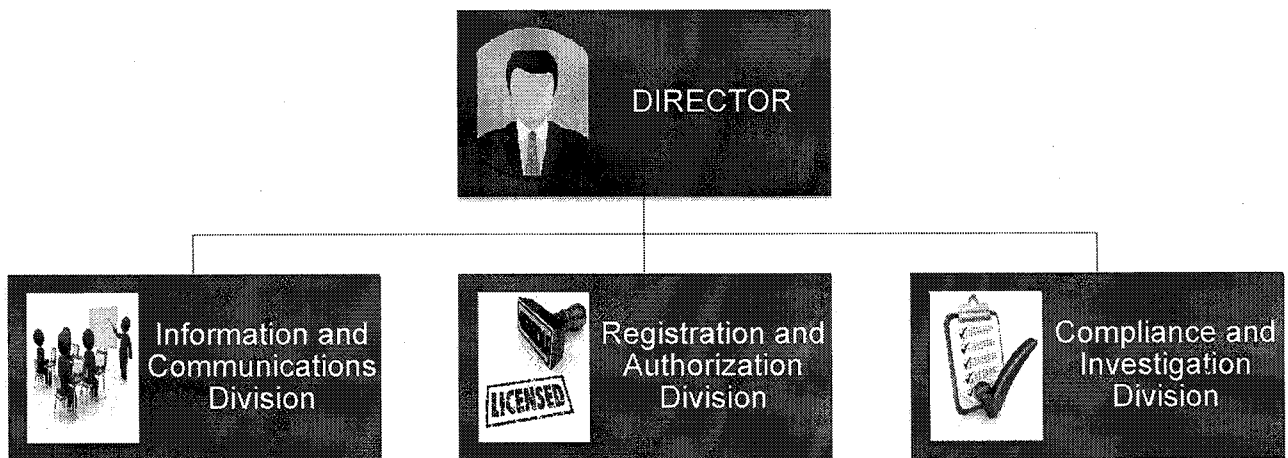 DIRECTOR
Information and
Communications
Division
LICENSED
Registration and
Authorization
Division
Compliance and
Investigation
Division